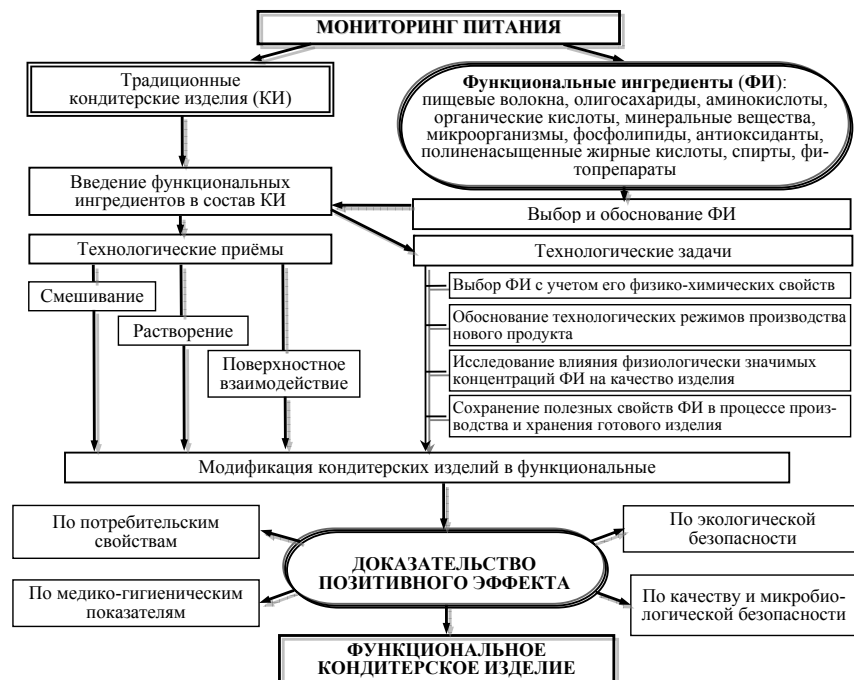 МОНИТОРИНГ ПИТАНИЯ
Традиционные
кондитерские изделия (КИ)
Функциональные ингредиенты (ФИ):
пищевые волокна, олигосахариды, аминокислоты,
органические кислоты, минеральные вещества,
микроорганизмы, фосфолипиды, антиоксиданты,
полиненасыщенные жирные кислоты, спирты, фи-
топрепараты
Введение функциональных
ингредиентов в состав КИ
Выбор и обоснование ФИ
Технологические приёмы
Технологические задачи
Смешивание
Растворение
Поверхностное
взаимодействие
Выбор ФИ с учетом его физико-химических свойств
Обоснование технологических режимов производства
нового продукта
Исследование влияния физиологически значимых
концентраций ФИ на качество изделия
Сохранение полезных свойств ФИ в процессе произ-
водства и хранения готового изделия
Модификация кондитерских изделий в функциональные
По потребительским
свойствам
По экологической
безопасности
ДОКАЗАТЕЛЬСТВО
ПОЗИТИВНОГО ЭФФЕКТА
По медико-гигиеническим
показателям
По качеству и микробио-
логической безопасности
ФУНКЦИОНАЛЬНОЕ
КОНДИТЕРСКОЕ ИЗДЕЛИЕ